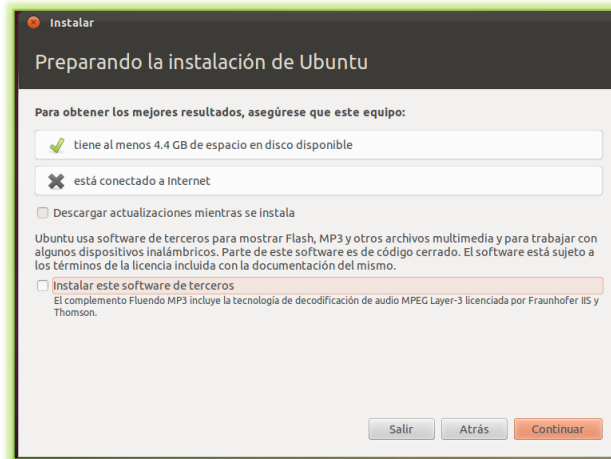 Instalar
Preparando la instalación de Ubuntu
Para obtener los mejores resultados, asegúrese que este equipo:
tiene al menos 4.4 GB de espacio en disco disponible
está conectado a Internet
Descargar actualizaciones mientras se instala
Ubuntu usa software de terceros para mostrar Flash, MP3 y otros archivos multimedia y para trabajar con
algunos dispositivos inalámbricos. Parte de este software es de código cerrado. El software está sujeto a
los términos de la licencia incluida con la documentación del mismo.
Instalar este software de terceros
El complemento Fluendo MP3 incluye la tecnología de decodificación de audio MPEG Layer-3 licenciada por Fraunhofer IIS y
Thomson.
Salir Atrás Continuar